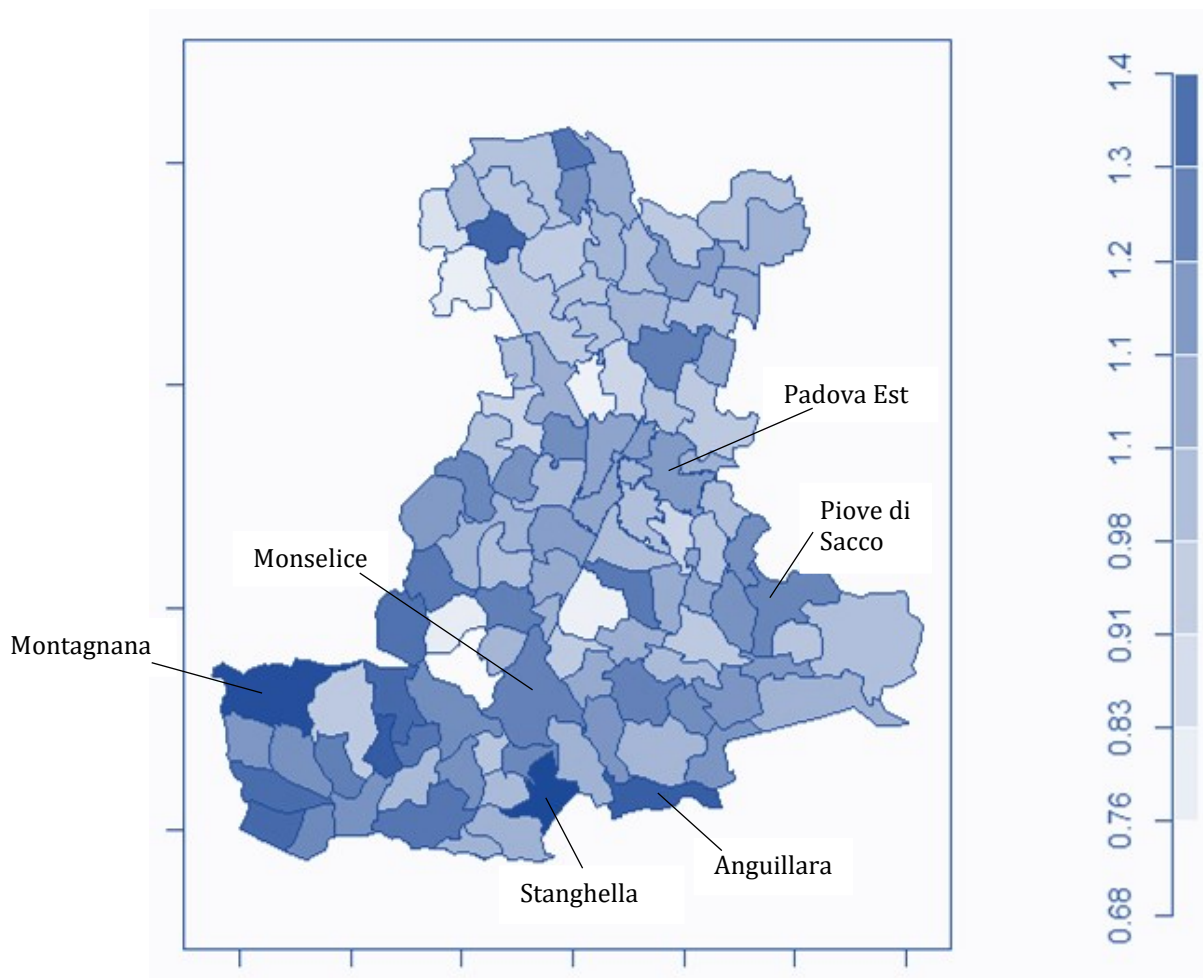 Padova Est
Piove di
Sacco
Monselice
Montagnana
Stanghella
Anguillara
1.4
1.3
1.2
1.1
1.1
0.98
0.91
0.83
0.76
0.68